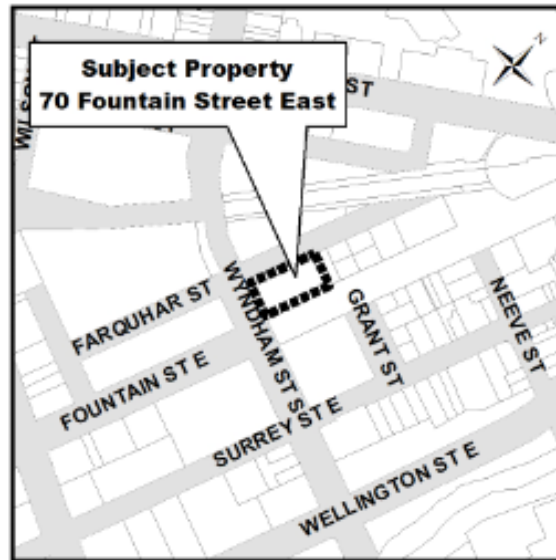 Subject Property
70 Fountain Street East
ST
N
FARQUHAR ST
WYNDHAM ST S
FOUNTAIN ST E
GRANT ST
NEEVE ST
SURREY ST E
WELLINGTON ST E